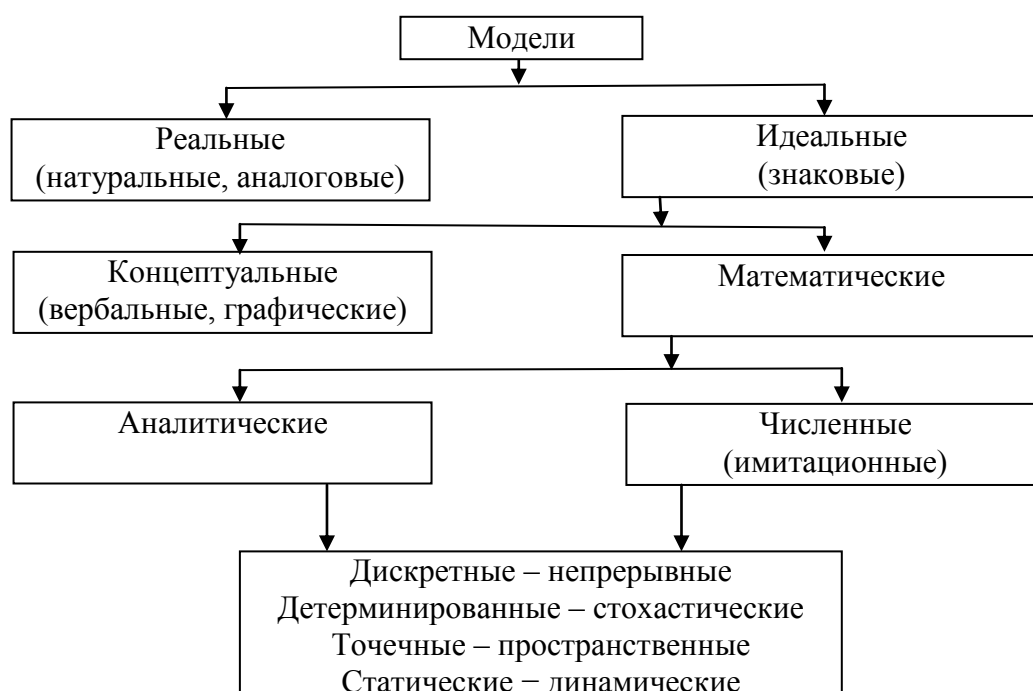 Модели
Реальные
(натуральные, аналоговые)
Идеальные
(знаковые)
Концептуальные
(вербальные, графические)
Математические
Аналитические
Численные
(имитационные)
Дискретные – непрерывные
Детерминированные – стохастические
Точечные – пространственные
Статические – динамические